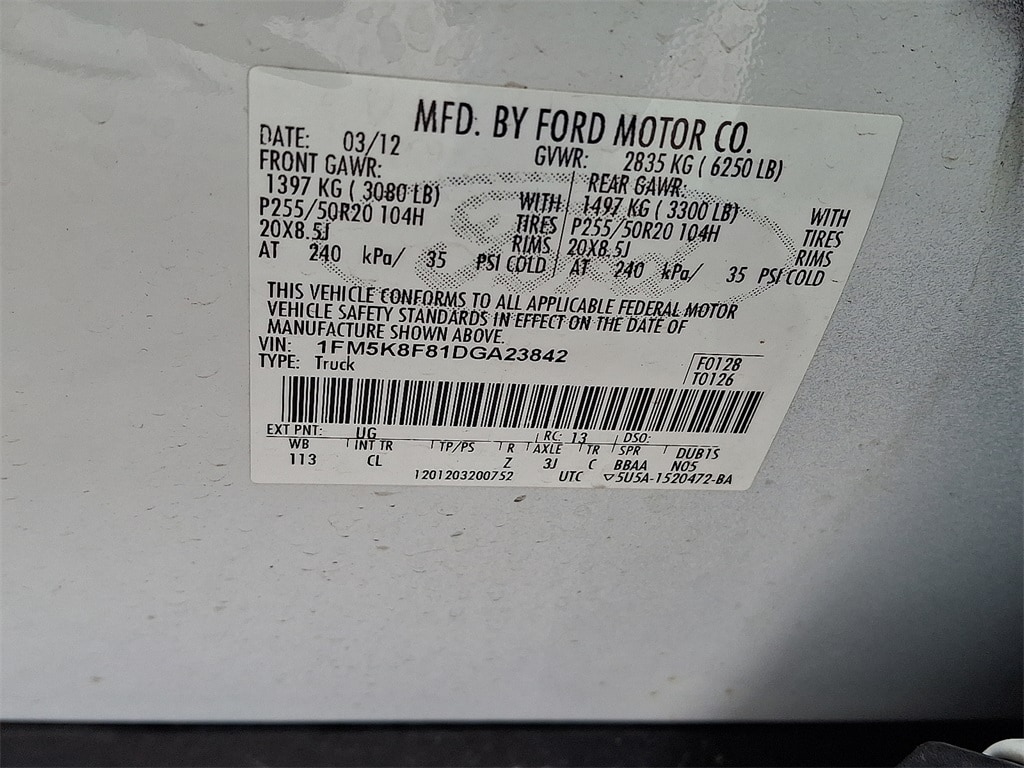 MFD. BY FORD MOTOR CO.
DATE: 03/12 GVWR: 2835 KG ( 6250 LB)
FRONT GAWR: REAR GAWR:
1397 KG ( 3080 LB) WITH 1497 KG ( 3300 LB) WITH
P255/50R20 104H TIRES P255/50R20 104H TIRES
20X8.5J RIMS 20X8.5J RIMS
AT 240 kPa/ 35 PSI COLD AT 240 kPa/ 35 PSI COLD
THIS VEHICLE CONFORMS TO ALL APPLICABLE FEDERAL MOTOR
VEHICLE SAFETY STANDARDS IN EFFECT ON THE DATE OF
MANUFACTURE SHOWN ABOVE.
VIN: 1FM5K8F81DGA23842
TYPE: Truck
F0128
T0126
EXT PNT: UG RC: 13 DSO:
WB INT TR TP/PS R AXLE TR SPR DUB1S
113 CL Z 3J C BBAA N05
1201203200752 UTC ▽5U5A-1520472-BA